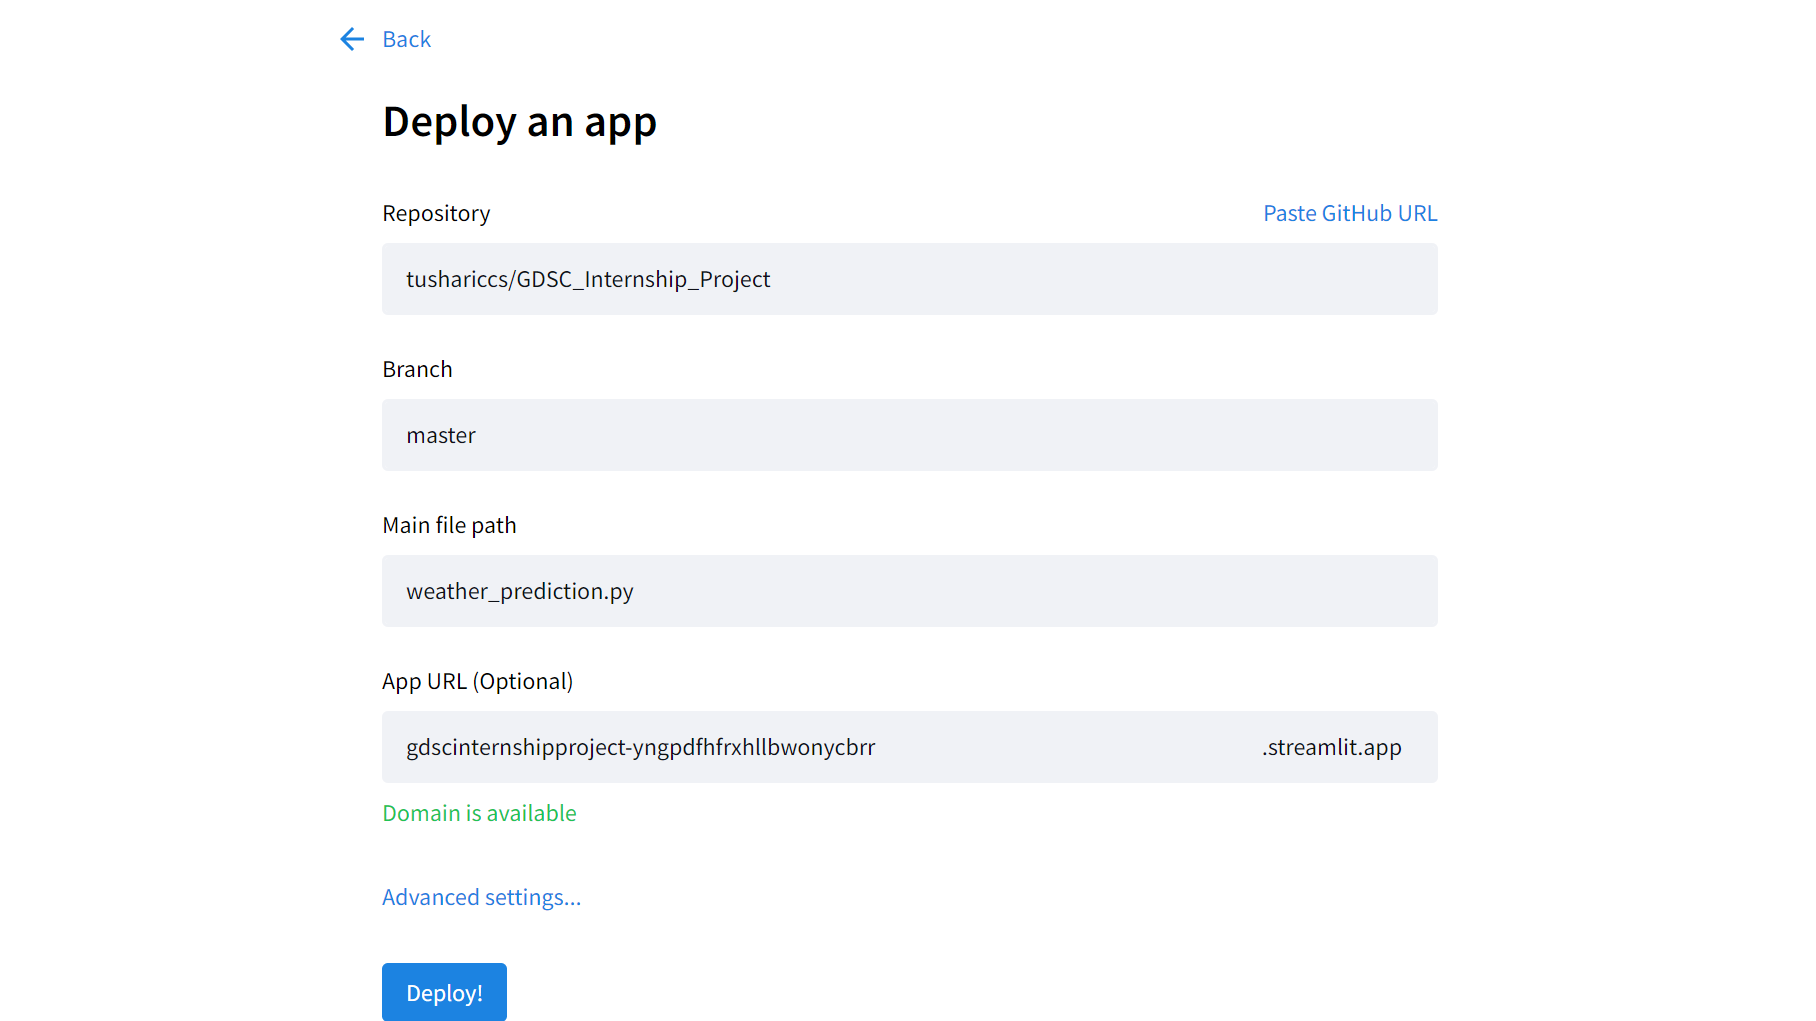 Back
Deploy an app
Repository Paste GitHub URL
tushariccs/GDSC_Internship_Project
Branch
master
Main file path
weather_prediction.py
App URL (Optional)
gdscinternshipproject-yngpdfhfrxhllbwonycbrr .streamlit.app
Domain is available
Advanced settings...
Deploy!